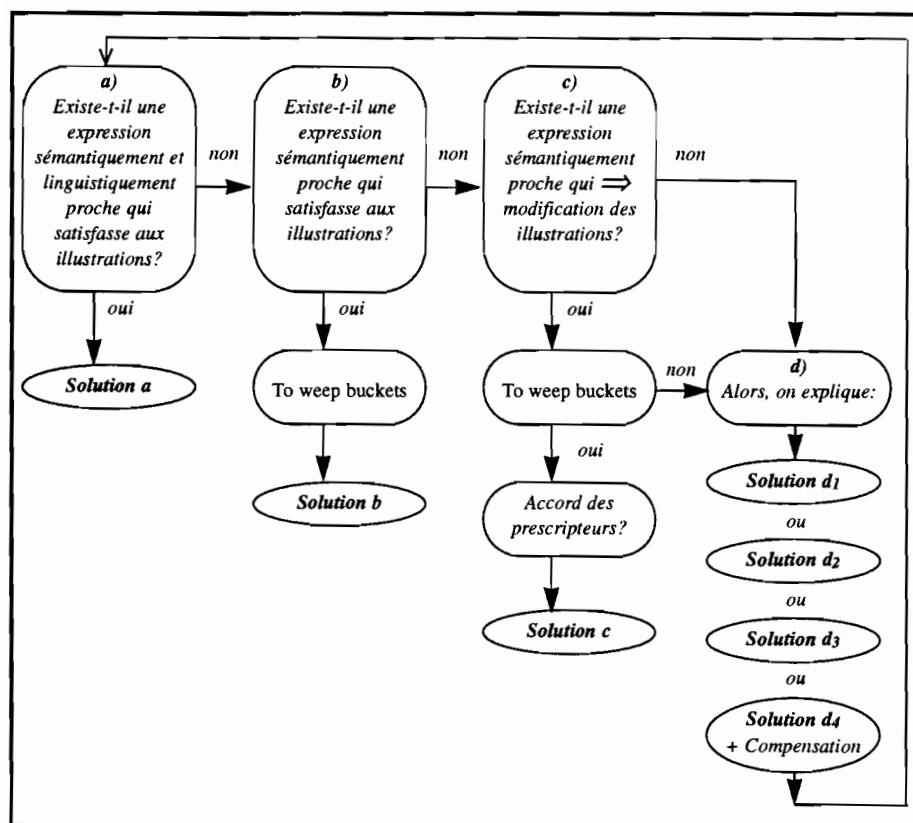 a)
Existe-t-il une
expression
sémantiquement et
linguistiquement
proche qui
satisfasse aux
illustrations?
non
b)
Existe-t-il une
expression
sémantiquement
proche qui
satisfasse aux
illustrations?
non
c)
Existe-t-il une
expression
sémantiquement
proche qui ⇒
modification des
illustrations?
non
oui
oui
oui
Solution a
To weep buckets
To weep buckets
non
d)
Alors, on explique:
oui
Solution b
Accord des
prescripteurs?
Solution c
Solution d1
ou
Solution d2
ou
Solution d3
ou
Solution d4
+ Compensation